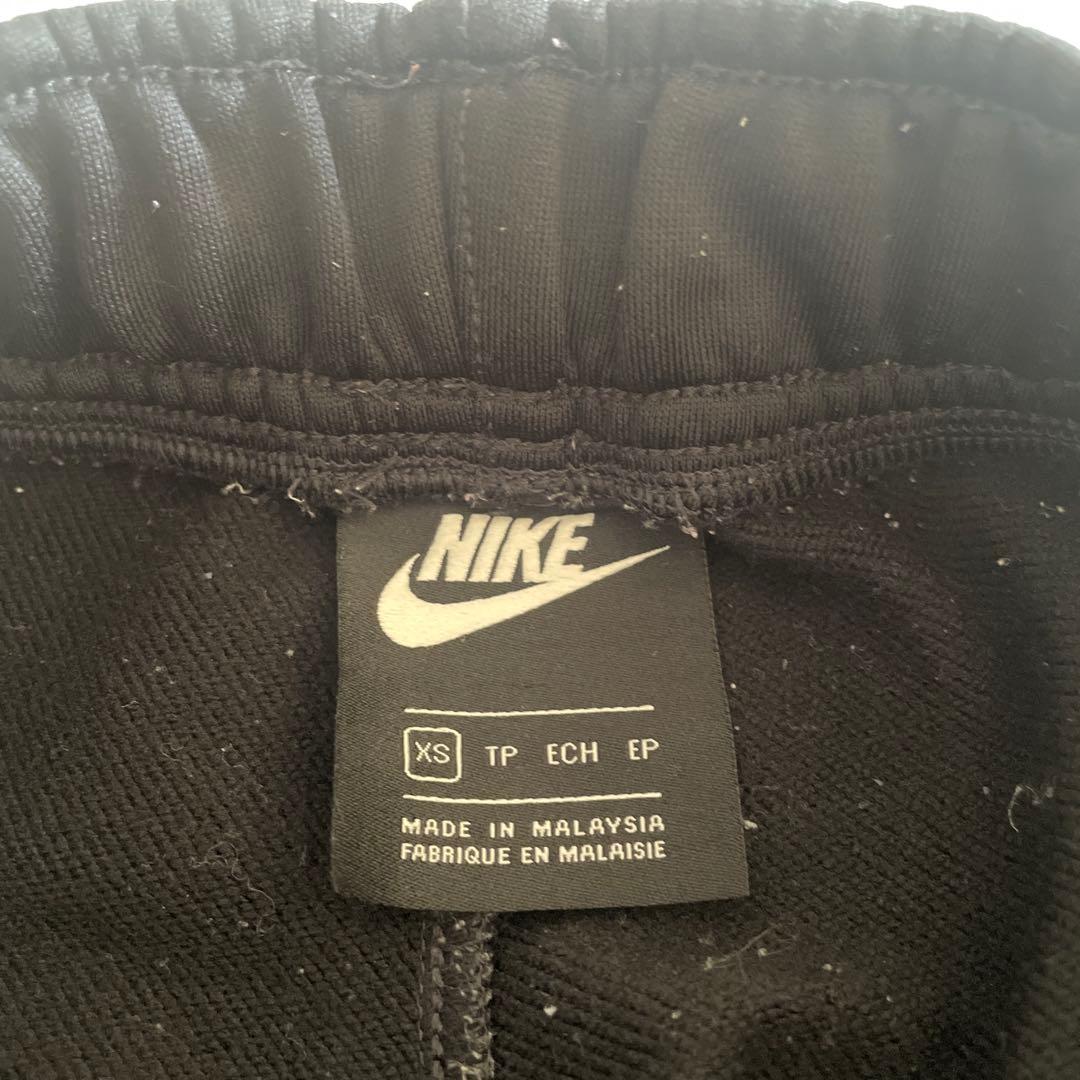 NIKE
XS TP ECH EP
MADE IN MALAYSIA
FABRIQUE EN MALAISIE